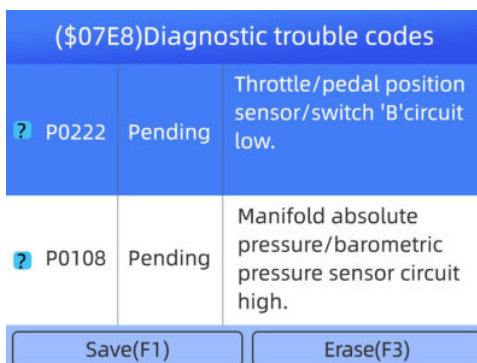 ($07E8)Diagnostic trouble codes
? P0222 Pending Throttle/pedal position
sensor/switch 'B'circuit
low.
? P0108 Pending Manifold absolute
pressure/barometric
pressure sensor circuit
high.
Save(F1) Erase(F3)